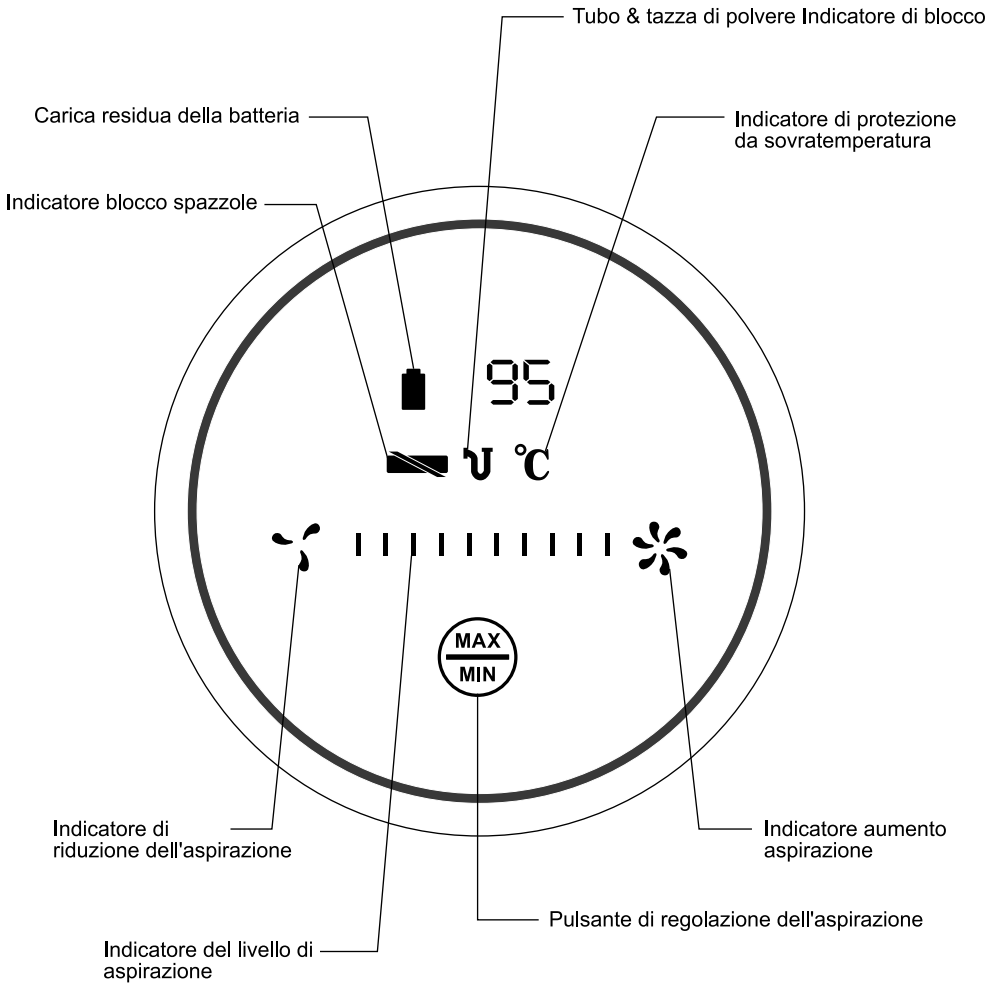 Tubo & tazza di polvere Indicatore di blocco
Carica residua della batteria
Indicatore di protezione
da sovratemperatura
Indicatore blocco spazzole
95
℃
MAX
MIN
Indicatore di
riduzione dell'aspirazione
Indicatore aumento
aspirazione
Pulsante di regolazione dell'aspirazione
Indicatore del livello di
aspirazione